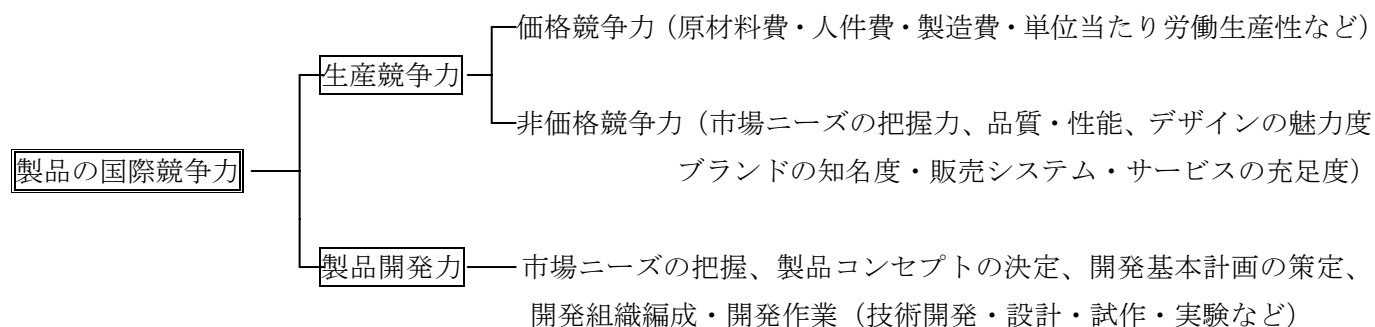 価格競争力（原材料費・人件費・製造費・単位当たり労働生産性など）
生産競争力
非価格競争力（市場ニーズの把握力、品質・性能、デザインの魅力度
製品の国際競争力
ブランドの知名度・販売システム・サービスの充足度）
製品開発力
市場ニーズの把握、製品コンセプトの決定、開発基本計画の策定、
開発組織編成・開発作業（技術開発・設計・試作・実験など）